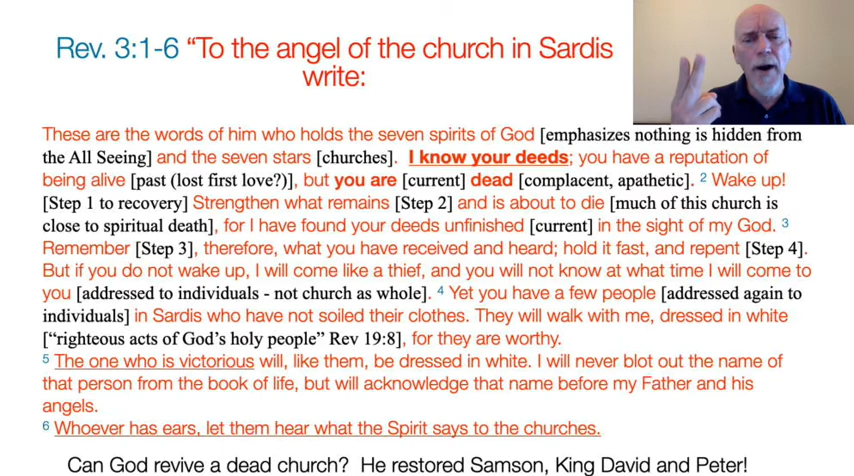 Rev. 3:1-6 “To the angel of the church in Sardis
write:
These are the words of him who holds the seven spirits of God [emphasizes nothing is hidden from
the All Seeing] and the seven stars [churches]. I know your deeds; you have a reputation of
being alive [past (lost first love?)], but you are [current] dead [complacent, apathetic]. 2 Wake up!
[Step 1 to recovery] Strengthen what remains [Step 2] and is about to die [much of this church is
close to spiritual death], for I have found your deeds unfinished [current] in the sight of my God. 3
Remember [Step 3], therefore, what you have received and heard; hold it fast, and repent [Step 4].
But if you do not wake up, I will come like a thief, and you will not know at what time I will come to
you [addressed to individuals - not church as whole]. 4 Yet you have a few people [addressed again to
individuals] in Sardis who have not soiled their clothes. They will walk with me, dressed in white
[“righteous acts of God’s holy people” Rev 19:8], for they are worthy.
5 The one who is victorious will, like them, be dressed in white. I will never blot out the name of
that person from the book of life, but will acknowledge that name before my Father and his
angels.
6 Whoever has ears, let them hear what the Spirit says to the churches.
Can God revive a dead church? He restored Samson, King David and Peter!